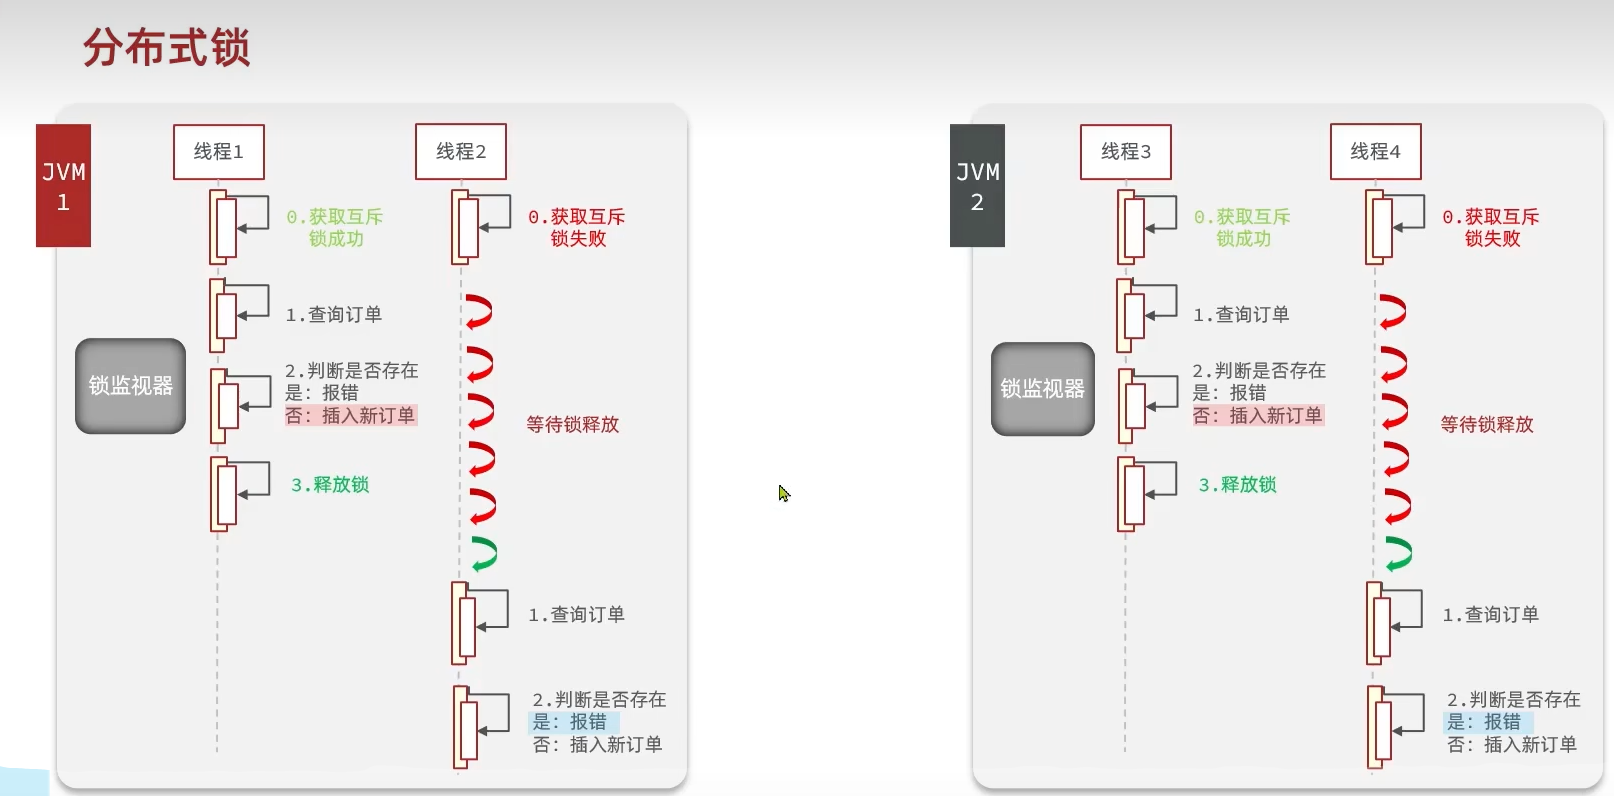 分布式锁
JVM
1
线程1
线程2
0.获取互斥
锁成功
0.获取互斥
锁失败
1.查询订单
锁监视器
2.判断是否存在
是：报错
否：插入新订单
等待锁释放
3.释放锁
1.查询订单
2.判断是否存在
是：报错
否：插入新订单
JVM
2
线程3
线程4
0.获取互斥
锁成功
0.获取互斥
锁失败
1.查询订单
锁监视器
2.判断是否存在
是：报错
否：插入新订单
等待锁释放
3.释放锁
1.查询订单
2.判断是否存在
是：报错
否：插入新订单